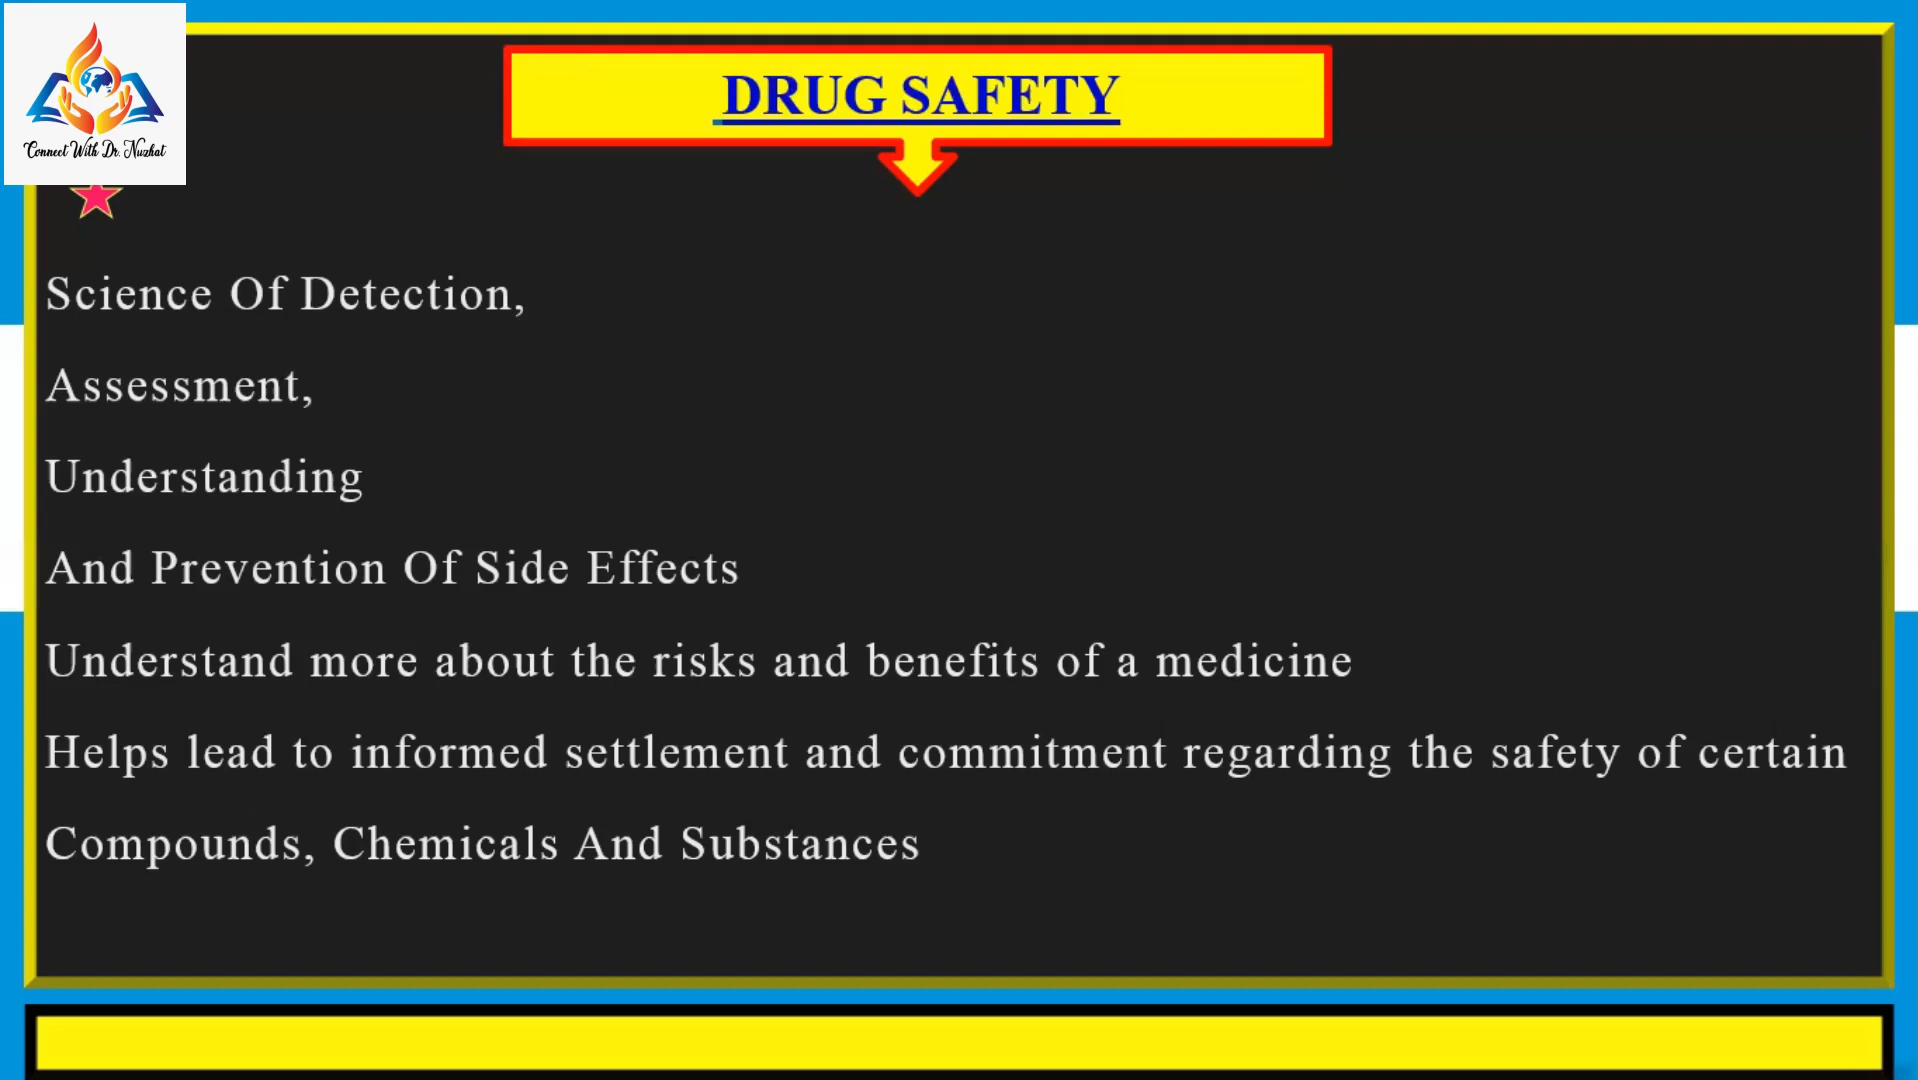 Connect With Dr. Nuzhat
DRUG SAFETY
Science Of Detection,
Assessment,
Understanding
And Prevention Of Side Effects
Understand more about the risks and benefits of a medicine
Helps lead to informed settlement and commitment regarding the safety of certain
Compounds, Chemicals And Substances